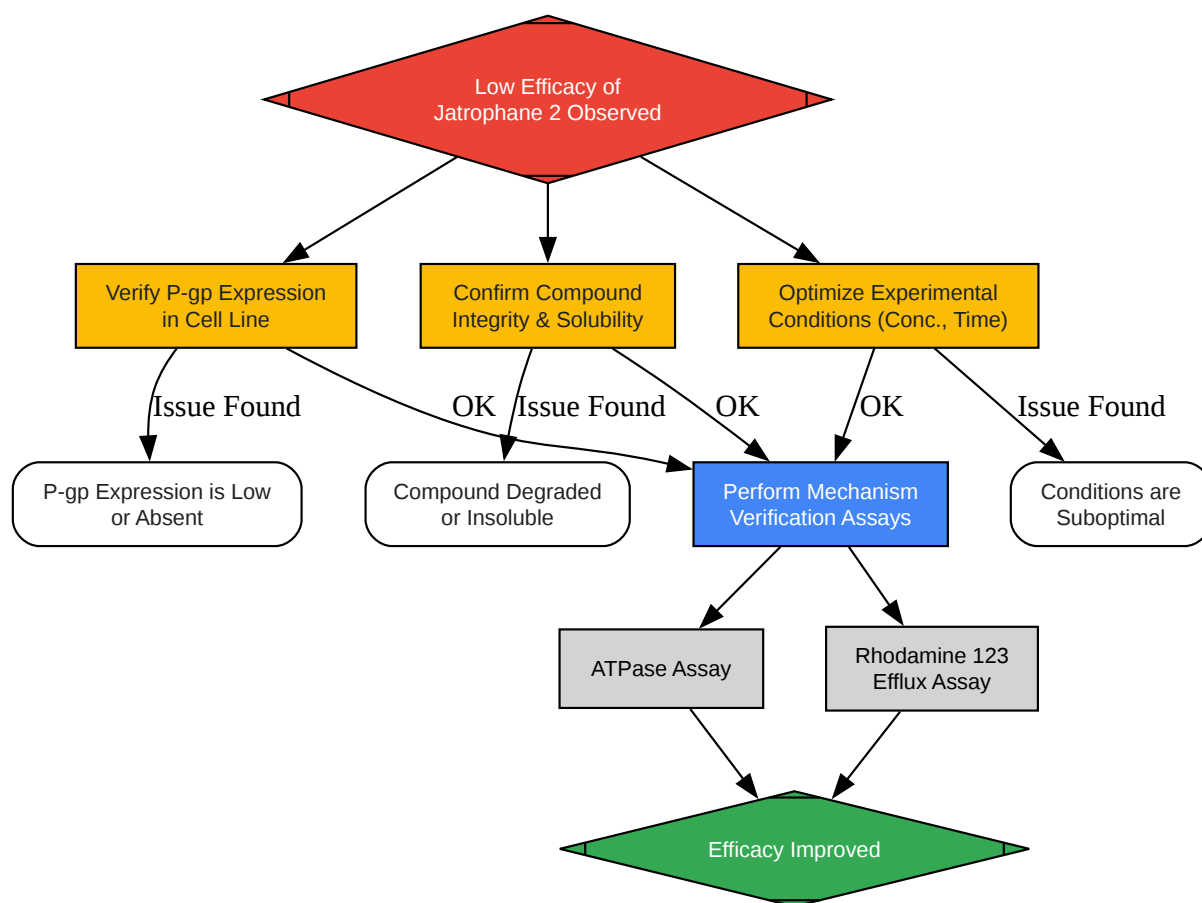 Low Efficacy of
Jatrophane 2 Observed
Verify P-gp Expression
in Cell Line
Confirm Compound
Integrity & Solubility
Optimize Experimental
Conditions (Conc., Time)
Issue Found
OK
Issue Found
OK
OK
Issue Found
P-gp Expression is Low
or Absent
Compound Degraded
or Insoluble
Perform Mechanism
Verification Assays
Conditions are
Suboptimal
ATPase Assay
Rhodamine 123
Efflux Assay
Efficacy Improved